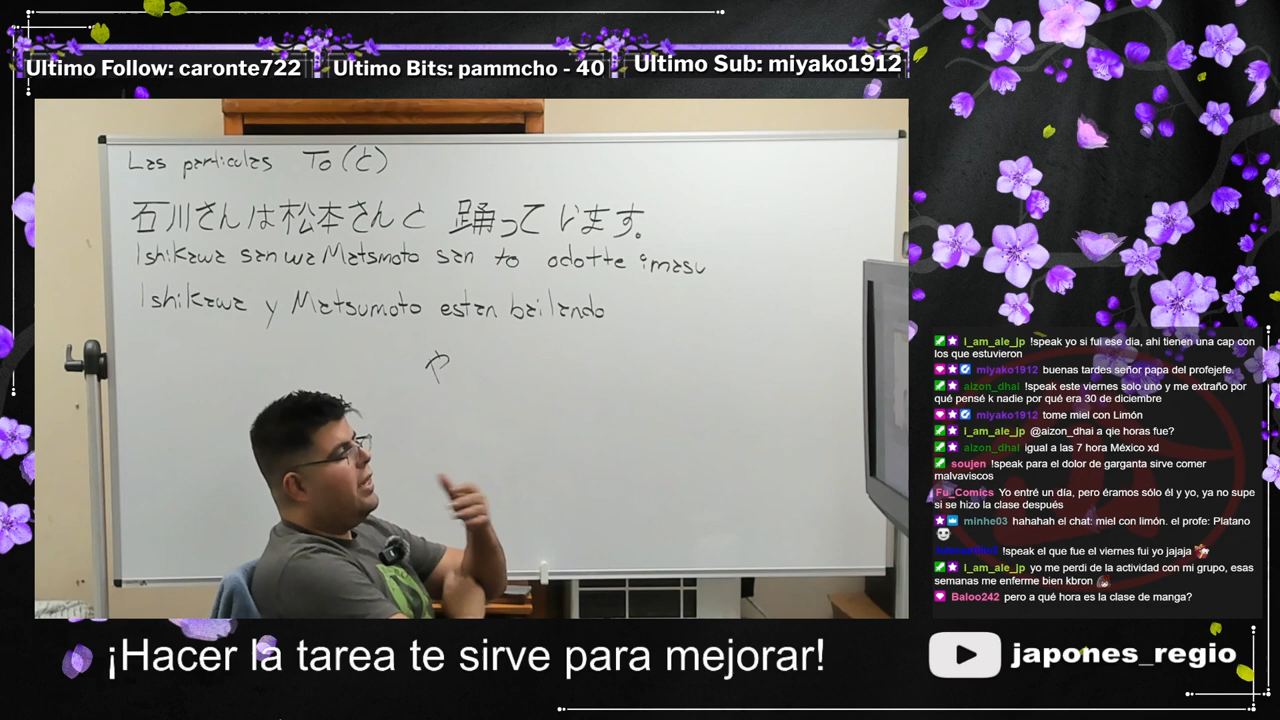 Ultimo Follow: caronte722
Ultimo Bits: pammcho - 40
Ultimo Sub: miyako1912
Las particulas To (と)
石川さんは松本さんと 踊っています。
Ishikawa san wa Matsmoto san to odotte imasu
Ishikawa y Matsumoto estan bailando
や
i_am_ale_jp !speak yo si fui ese dia, ahi tienen una cap con
los que estuvieron
miyako1912 buenas tardes señor papa del profejefe.
aizon_dhal !speak este viernes solo uno y me extraño por
qué pensé k nadie por qué era 30 de diciembre
miyako1912 tome miel con Limón
i_am_ale_jp @aizon_dhai a qie horas fue?
aizon_dhal igual a las 7 hora México xd
soujen !speak para el dolor de garganta sirve comer
malvaviscos
Fu_Comics Yo entré un día, pero éramos sólo él y yo, ya no supe
si se hizo la clase después
minhe03 hahahah el chat: miel con limón. el profe: Platano
!speak el que fue el viernes fui yo jajaja
i_am_ale_jp yo me perdi de la actividad con mi grupo, esas
semanas me enferme bien kbron
Baloo242 pero a qué hora es la clase de manga?
¡Hacer la tarea te sirve para mejorar!
japones_regio